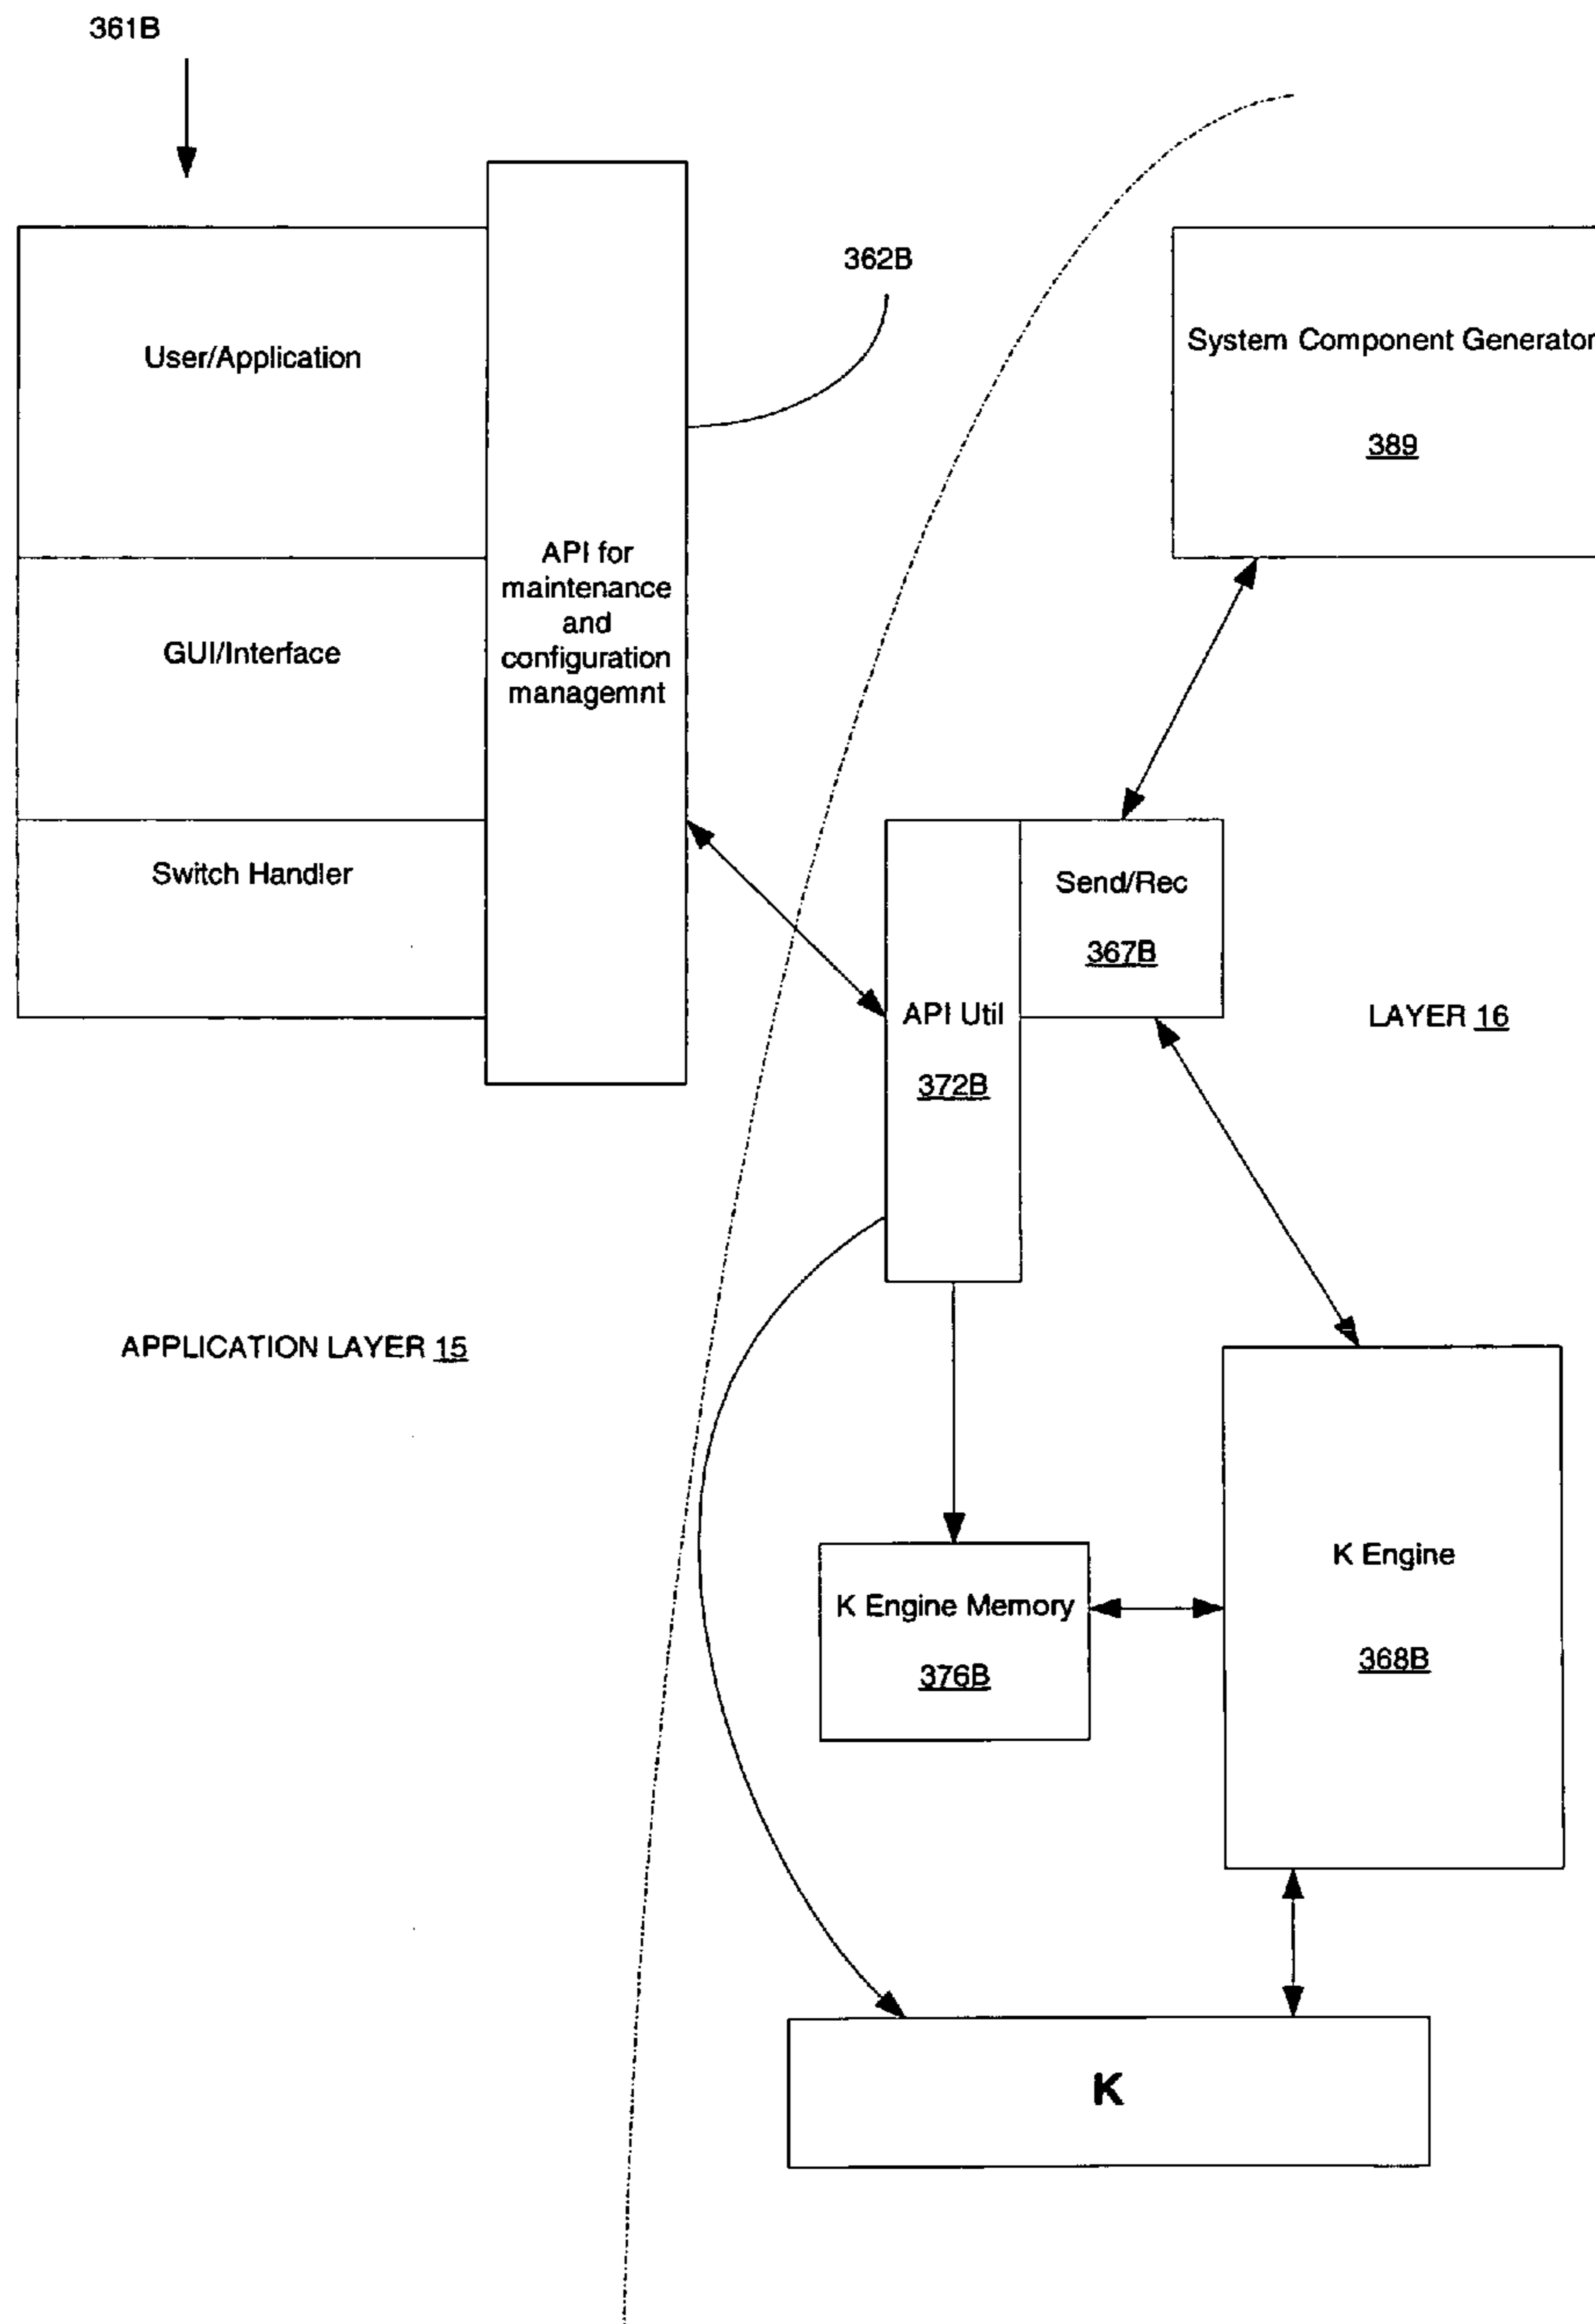 361B
362B
User/Application
GUI/Interface
Switch Handler
API for
maintenance
and
configuration
managemnt
System Component Generator
389
Send/Rec
367B
API Util
372B
LAYER 16
APPLICATION LAYER 15
K Engine Memory
376B
K Engine
368B
K